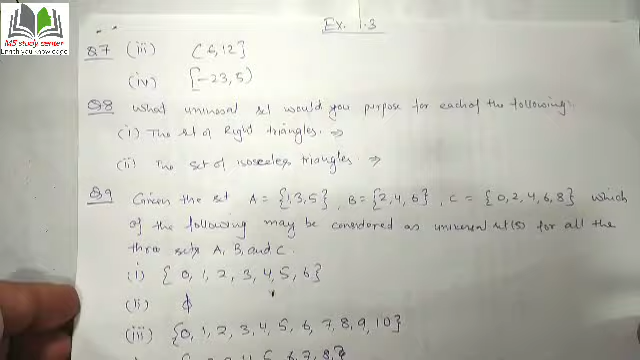 MS study center
Enrich you knowledge
Ex. 1.3
Q7 (iii) (6,12]
(iv) [-23,5)
Q8 What universal set would you purpose for each of the following:
(i) The set of Right triangles. ⇒
(ii) The set of isosceles triangles. ⇒
Q9 Given the set A = {1,3,5}, B = {2,4,6}, C = {0,2,4,6,8} which
of the following may be considered as universal set(s) for all the
three sets A, B, and C.
(i) {0, 1, 2, 3, 4, 5, 6}
(ii) ϕ
(iii) {0, 1, 2, 3, 4, 5, 6, 7, 8, 9, 10}